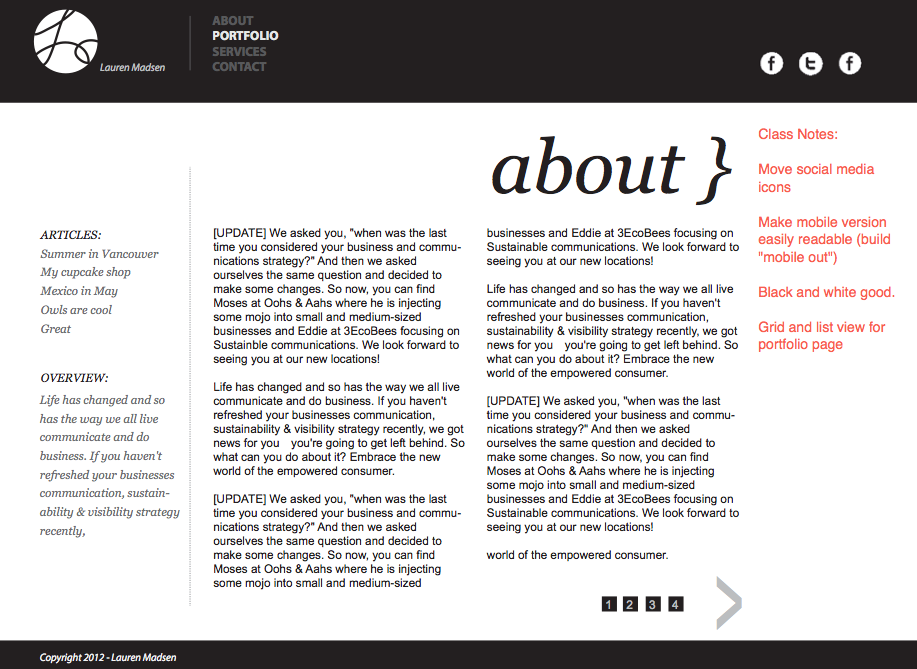 Lauren Madsen
ABOUT
PORTFOLIO
SERVICES
CONTACT
f t f
about }
ARTICLES:
Summer in Vancouver
My cupcake shop
Mexico in May
Owls are cool
Great
OVERVIEW:
Life has changed and so
has the way we all live
communicate and do
business. If you haven't
refreshed your businesses
communication, sustain-
ability & visibility strategy
recently,
[UPDATE] We asked you, "when was the last
time you considered your business and commu-
nications strategy?" And then we asked
ourselves the same question and decided to
make some changes. So now, you can find
Moses at Oohs & Aahs where he is injecting
some mojo into small and medium-sized
businesses and Eddie at 3EcoBees focusing on
Sustainble communications. We look forward to
seeing you at our new locations!
Life has changed and so has the way we all live
communicate and do business. If you haven't
refreshed your businesses communication,
sustainability & visibility strategy recently, we got
news for you you're going to get left behind. So
what can you do about it? Embrace the new
world of the empowered consumer.
[UPDATE] We asked you, "when was the last
time you considered your business and commu-
nications strategy?" And then we asked
ourselves the same question and decided to
make some changes. So now, you can find
Moses at Oohs & Aahs where he is injecting
some mojo into small and medium-sized
businesses and Eddie at 3EcoBees focusing on
Sustainable communications. We look forward to
seeing you at our new locations!
Life has changed and so has the way we all live
communicate and do business. If you haven't
refreshed your businesses communication,
sustainability & visibility strategy recently, we got
news for you you're going to get left behind. So
what can you do about it? Embrace the new
world of the empowered consumer.
[UPDATE] We asked you, "when was the last
time you considered your business and commu-
nications strategy?" And then we asked
ourselves the same question and decided to
make some changes. So now, you can find
Moses at Oohs & Aahs where he is injecting
some mojo into small and medium-sized
businesses and Eddie at 3EcoBees focusing on
Sustainable communications. We look forward to
seeing you at our new locations!
world of the empowered consumer.
1 2 3 4 >
Class Notes:
Move social media
icons
Make mobile version
easily readable (build
"mobile out")
Black and white good.
Grid and list view for
portfolio page
Copyright 2012 - Lauren Madsen